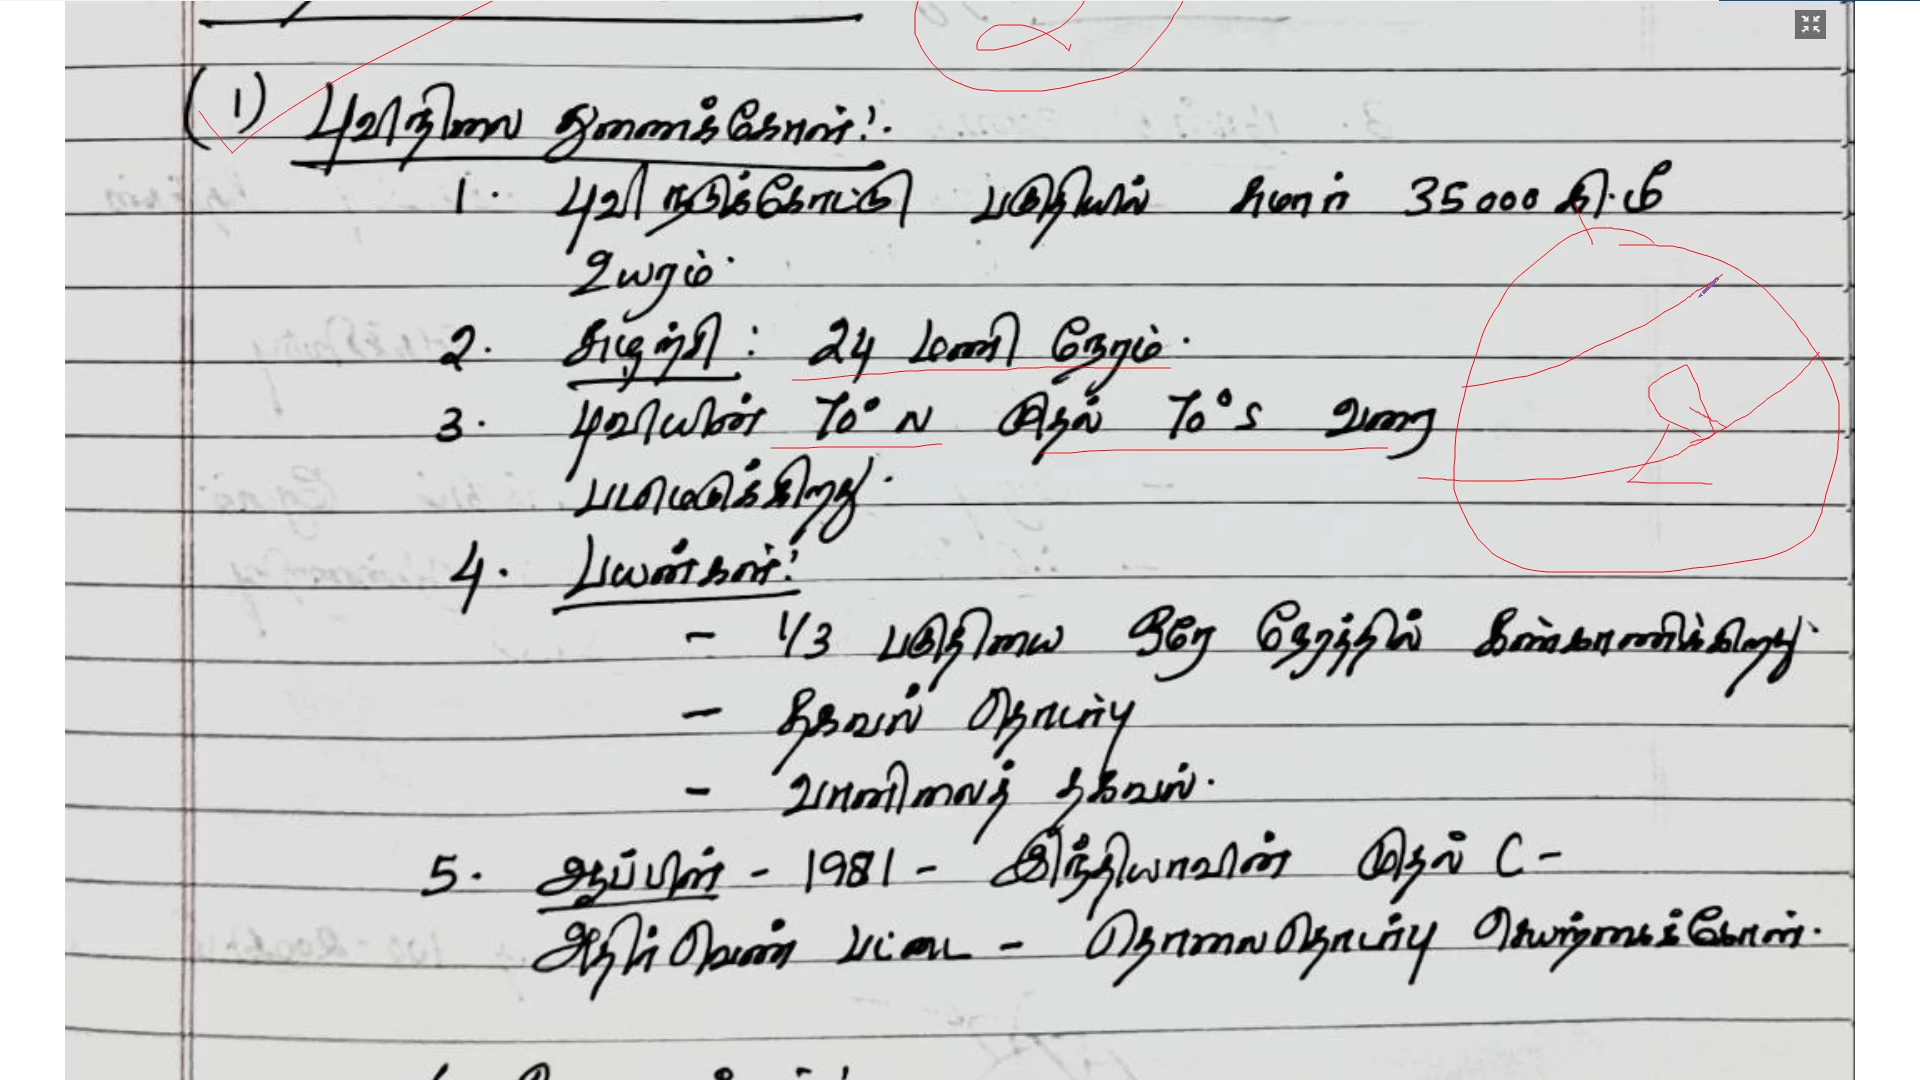 (1) புவிநிலை துணைக்கோள்:
1. புவி நடுக்கோட்டு பகுதியில் சுமார் 35000 கி.மீ
உயரம்.
2. சுழற்சி : 24 மணி நேரம்.
3. புவியின் 70° N முதல் 70° S வரை
படமெடுக்கிறது.
4. பயன்கள்:
- 1/3 பகுதியை ஒரே நேரத்தில் கண்காணிக்கிறது.
- தகவல் தொடர்பு
- வானிலைத் தகவல்.
5. ஆப்பிள் - 1981 - இந்தியாவின் முதல் C -
அதிர்வெண் பட்டை - தொலைதொடர்பு செயற்கைக்கோள்.